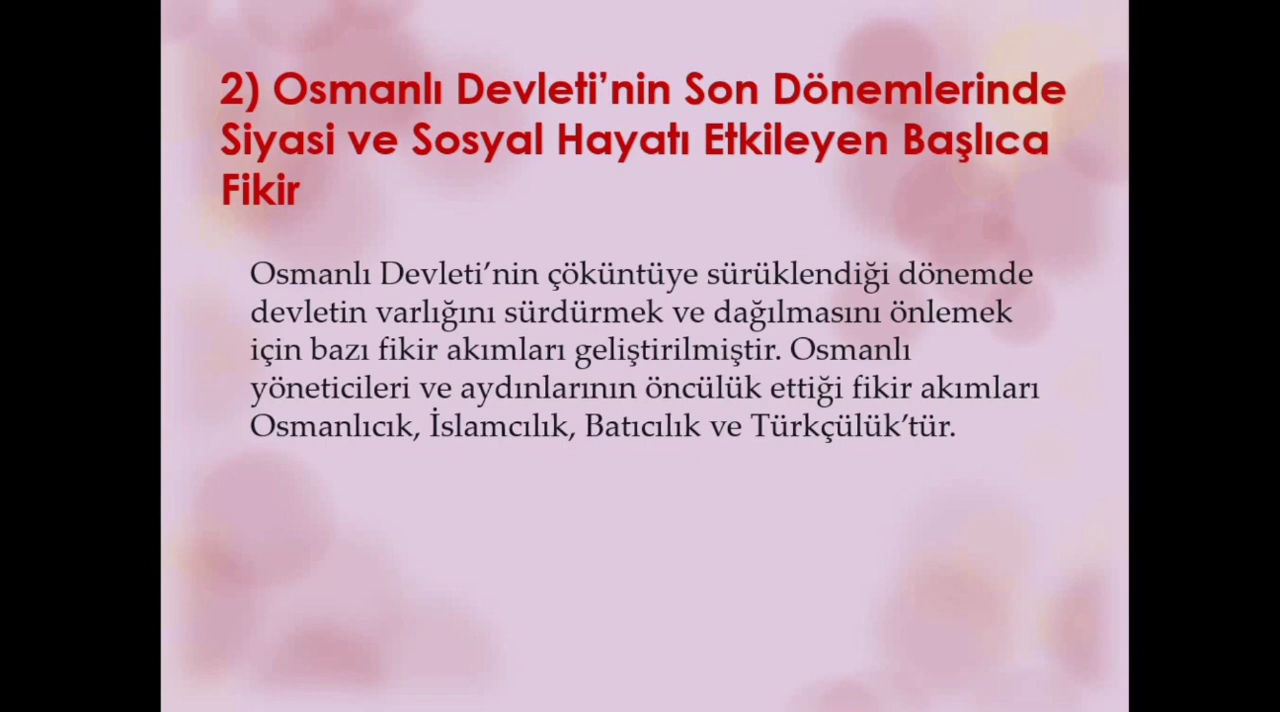 2) Osmanlı Devleti’nin Son Dönemlerinde
Siyasi ve Sosyal Hayatı Etkileyen Başlıca
Fikir
Osmanlı Devleti’nin çöküntüye sürüklendiği dönemde
devletin varlığını sürdürmek ve dağılmasını önlemek
için bazı fikir akımları geliştirilmiştir. Osmanlı
yöneticileri ve aydınlarının öncülük ettiği fikir akımları
Osmanlıcık, İslamcılık, Batıcılık ve Türkçülük’tür.